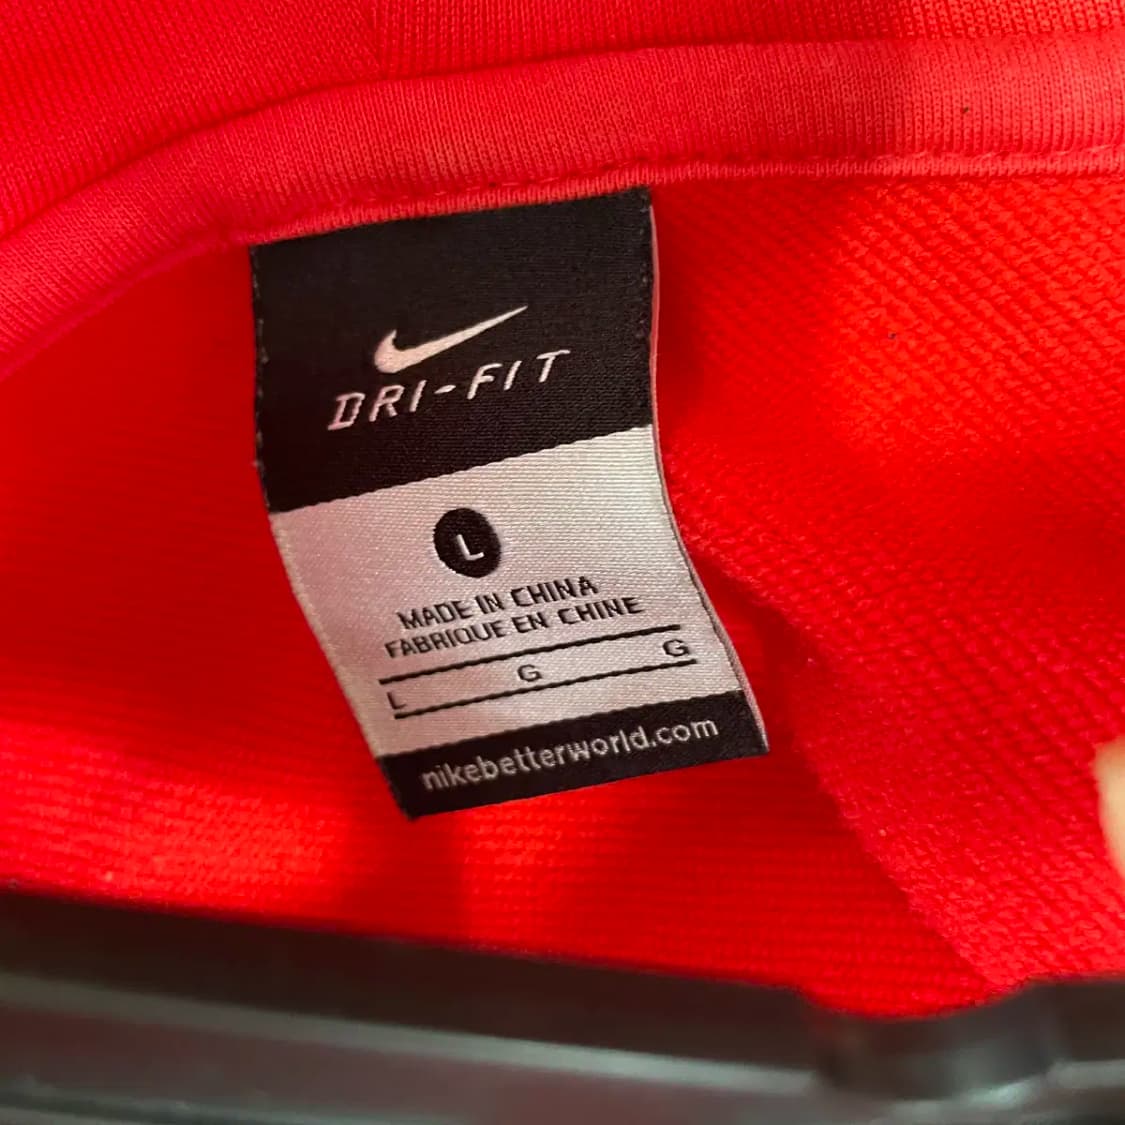 DRI-FIT
L
MADE IN CHINA
FABRIQUE EN CHINE
L G G
nikebetterworld.com